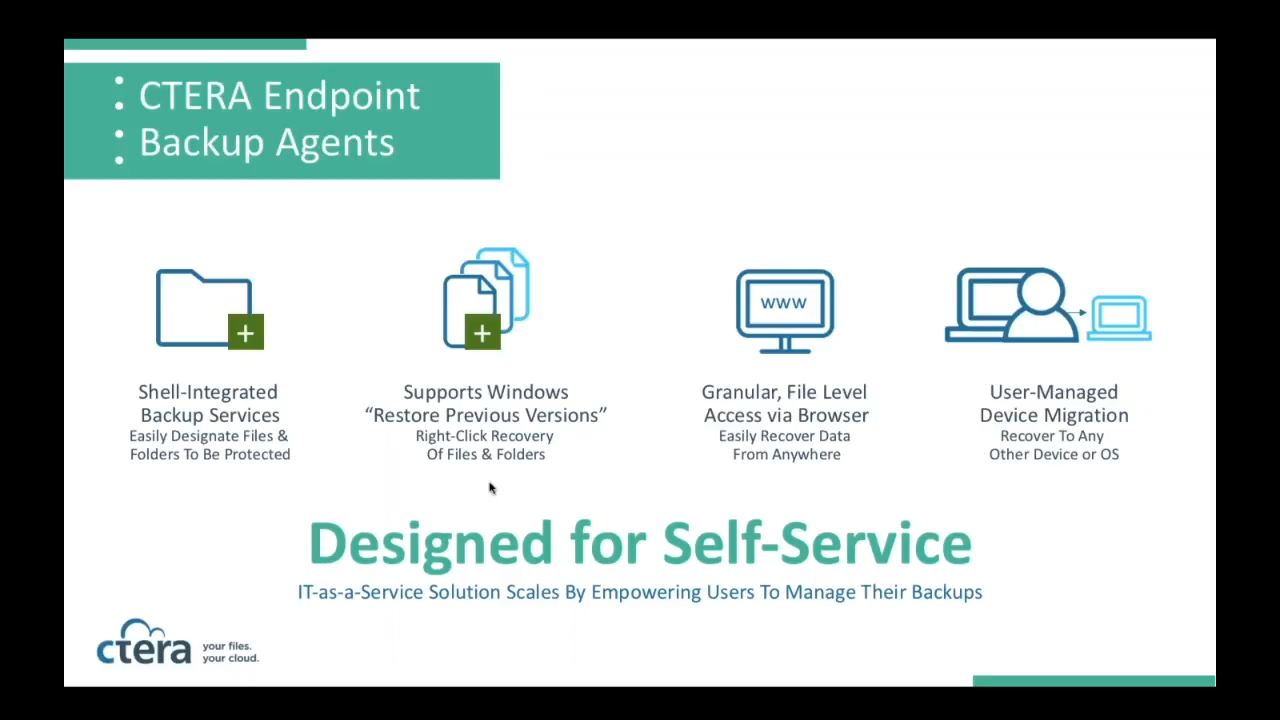 CTERA Endpoint
Backup Agents
www
Shell-Integrated
Backup Services
Easily Designate Files &
Folders To Be Protected
Supports Windows
“Restore Previous Versions”
Right-Click Recovery
Of Files & Folders
Granular, File Level
Access via Browser
Easily Recover Data
From Anywhere
User-Managed
Device Migration
Recover To Any
Other Device or OS
Designed for Self-Service
IT-as-a-Service Solution Scales By Empowering Users To Manage Their Backups
ctera
your files.
your cloud.